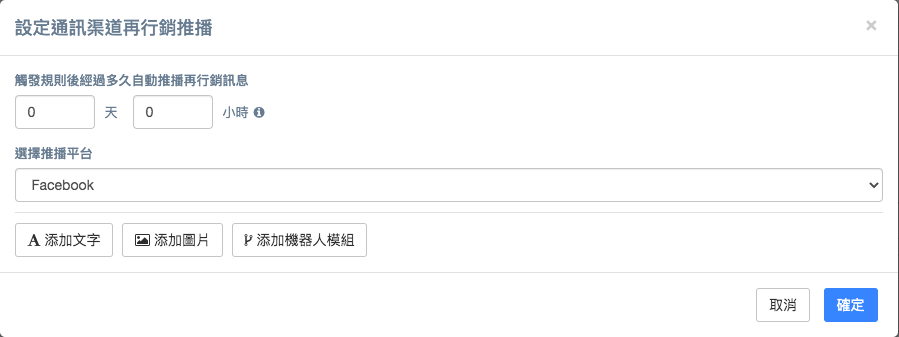 設定通訊渠道再行銷推播
×
觸發規則後經過多久自動推播再行銷訊息
0 天 0 小時
選擇推播平台
Facebook
添加文字 添加圖片 添加機器人模組
取消 確定